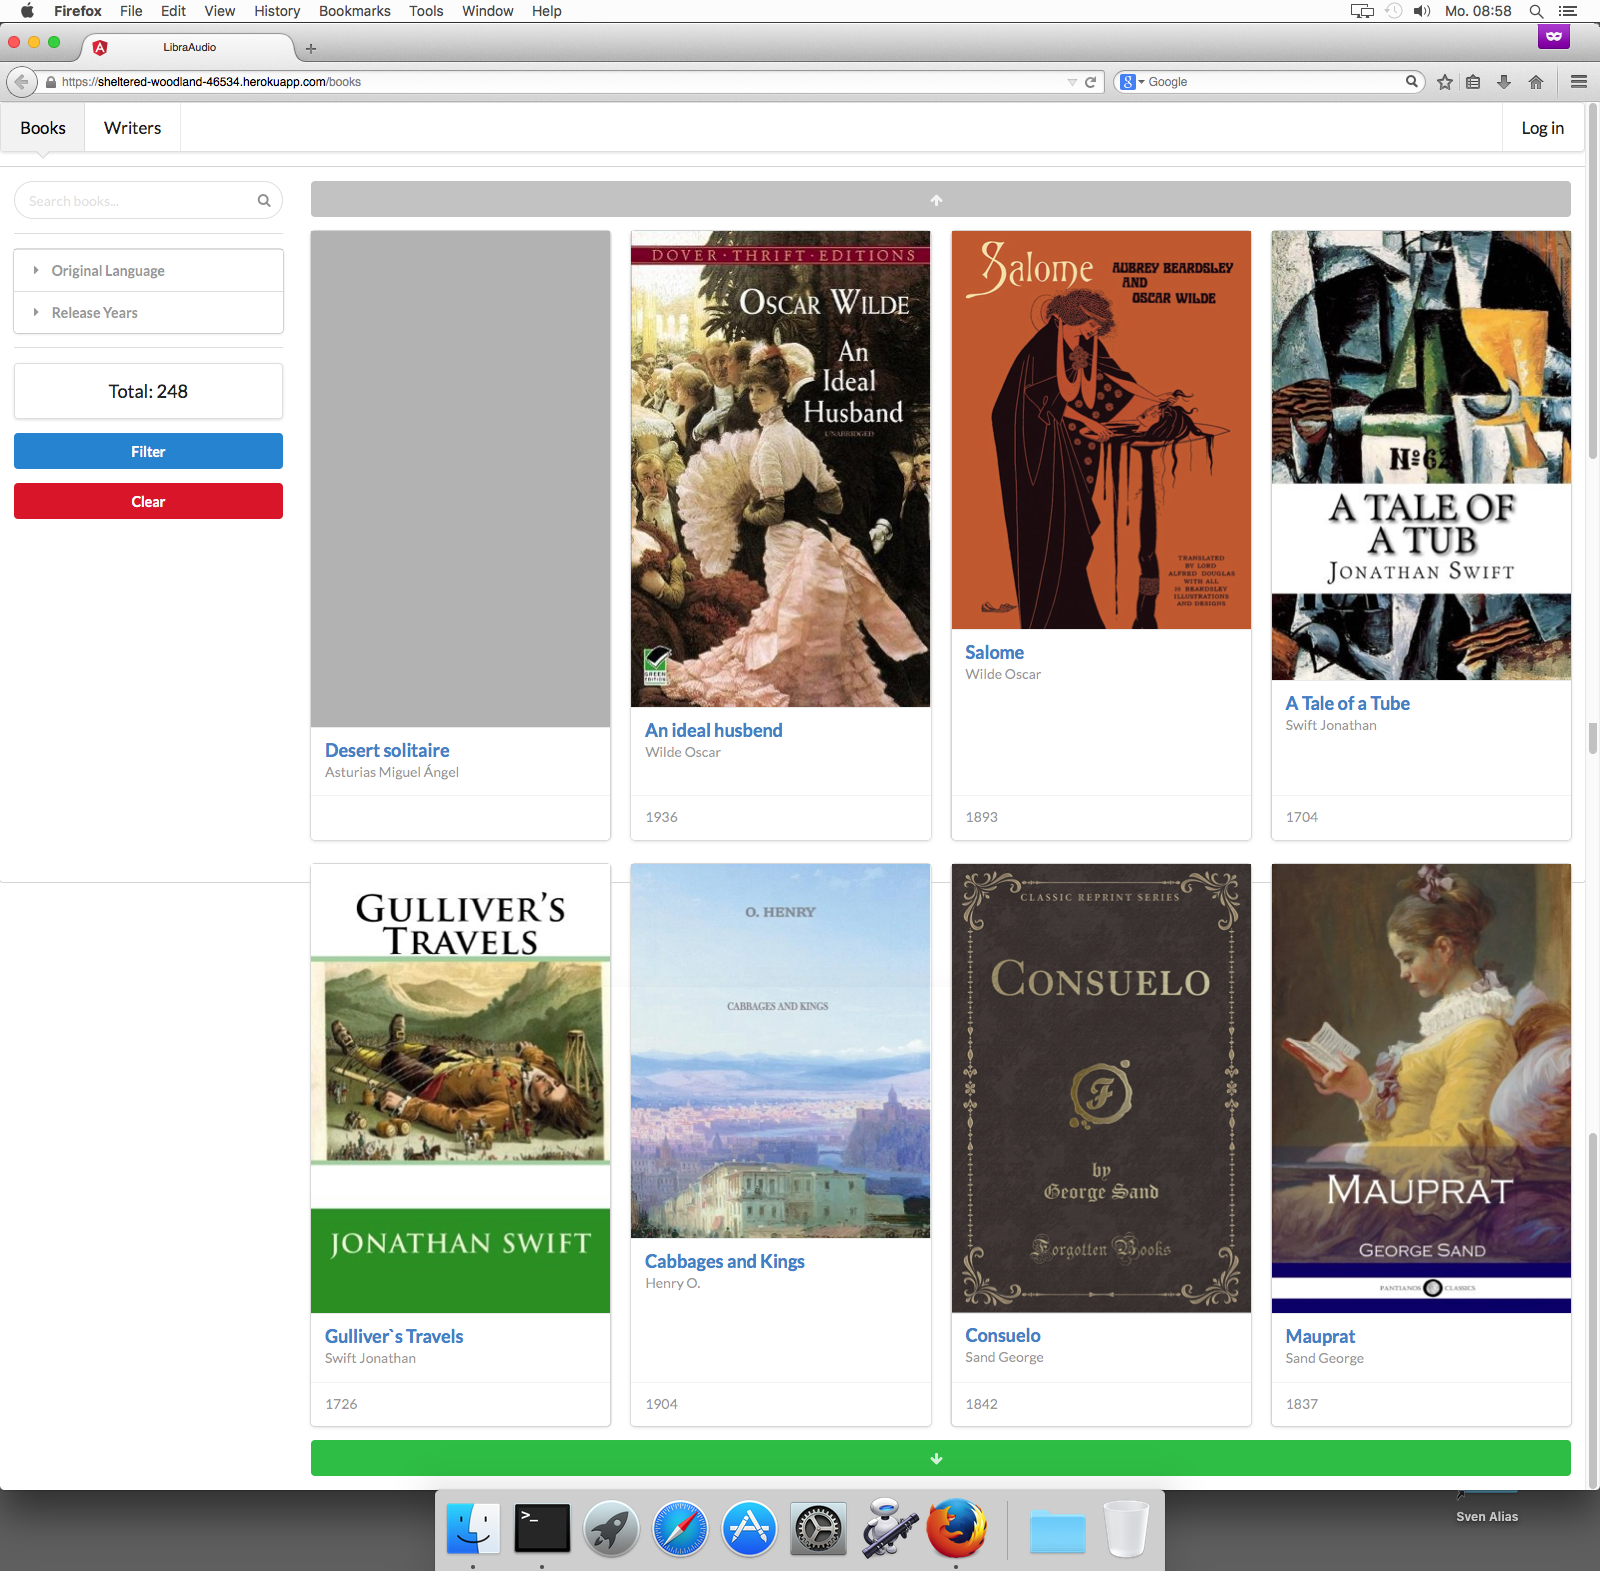 Firefox File Edit View History Bookmarks Tools Window Help
Mo. 08:58
LibraAudio
https://sheltered-woodland-46534.herokuapp.com/books
Google
Books Writers Log in
Search books...
Original Language
Release Years
Total: 248
Filter
Clear
Desert solitaire
Asturias Miguel Ángel
DOVER · THRIFT · EDITIONS
OSCAR WILDE
An
Ideal
Husband
UNABRIDGED
GREEN
EDITION
An ideal husbend
Wilde Oscar
1936
Salome
AUBREY BEARDSLEY
AND
OSCAR WILDE
TRANSLATED
BY LORD
ALFRED DOUGLAS
WITH ALL
BEARDSLEY
ILLUSTRATIONS
AND DESIGNS
Salome
Wilde Oscar
1893
Nº 62
A TALE OF
A TUB
JONATHAN SWIFT
A Tale of a Tube
Swift Jonathan
1704
GULLIVER'S
TRAVELS
JONATHAN SWIFT
Gulliver`s Travels
Swift Jonathan
1726
O. HENRY
CABBAGES AND KINGS
Cabbages and Kings
Henry O.
1904
CLASSIC REPRINT SERIES
CONSUELO
F
by
George Sand
Forgotten Books
Consuelo
Sand George
1842
MAUPRAT
GEORGE SAND
PANTIANOS CLASSICS
Mauprat
Sand George
1837
Sven Alias